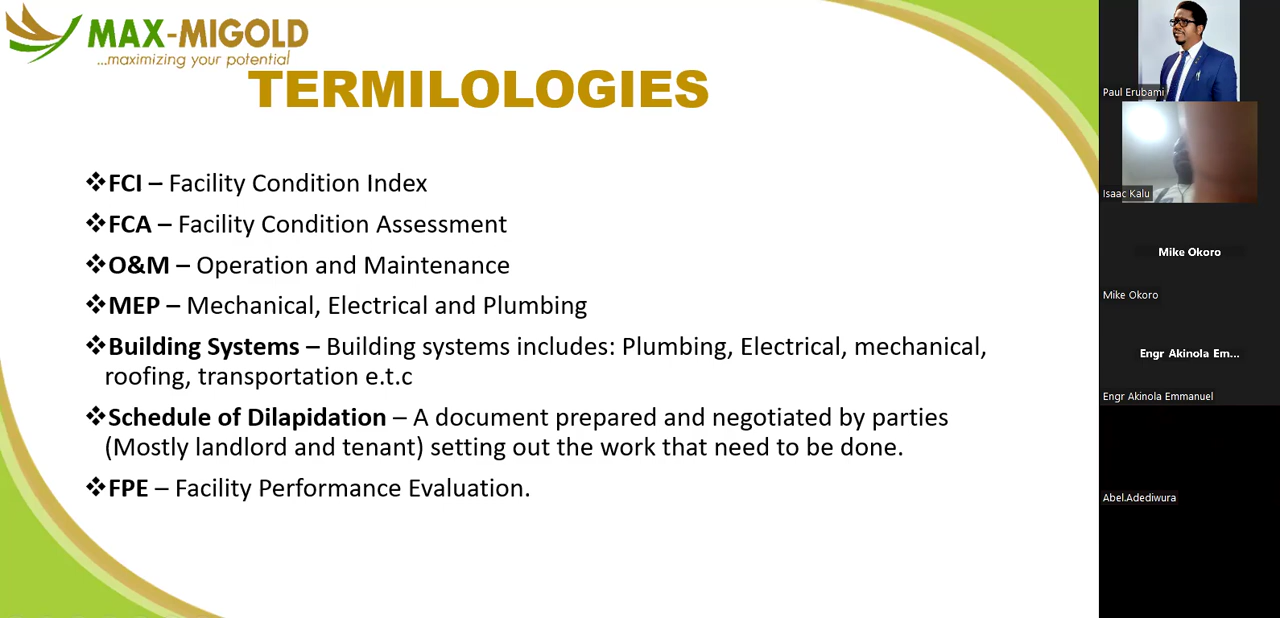 MAX-MIGOLD
...maximizing your potential
TERMILOLOGIES
❖FCI – Facility Condition Index
❖FCA – Facility Condition Assessment
❖O&M – Operation and Maintenance
❖MEP – Mechanical, Electrical and Plumbing
❖Building Systems – Building systems includes: Plumbing, Electrical, mechanical,
roofing, transportation e.t.c
❖Schedule of Dilapidation – A document prepared and negotiated by parties
(Mostly landlord and tenant) setting out the work that need to be done.
❖FPE – Facility Performance Evaluation.
Paul Erubami
Isaac Kalu
Mike Okoro
Mike Okoro
Engr Akinola Em...
Engr Akinola Emmanuel
Abel.Adediwura